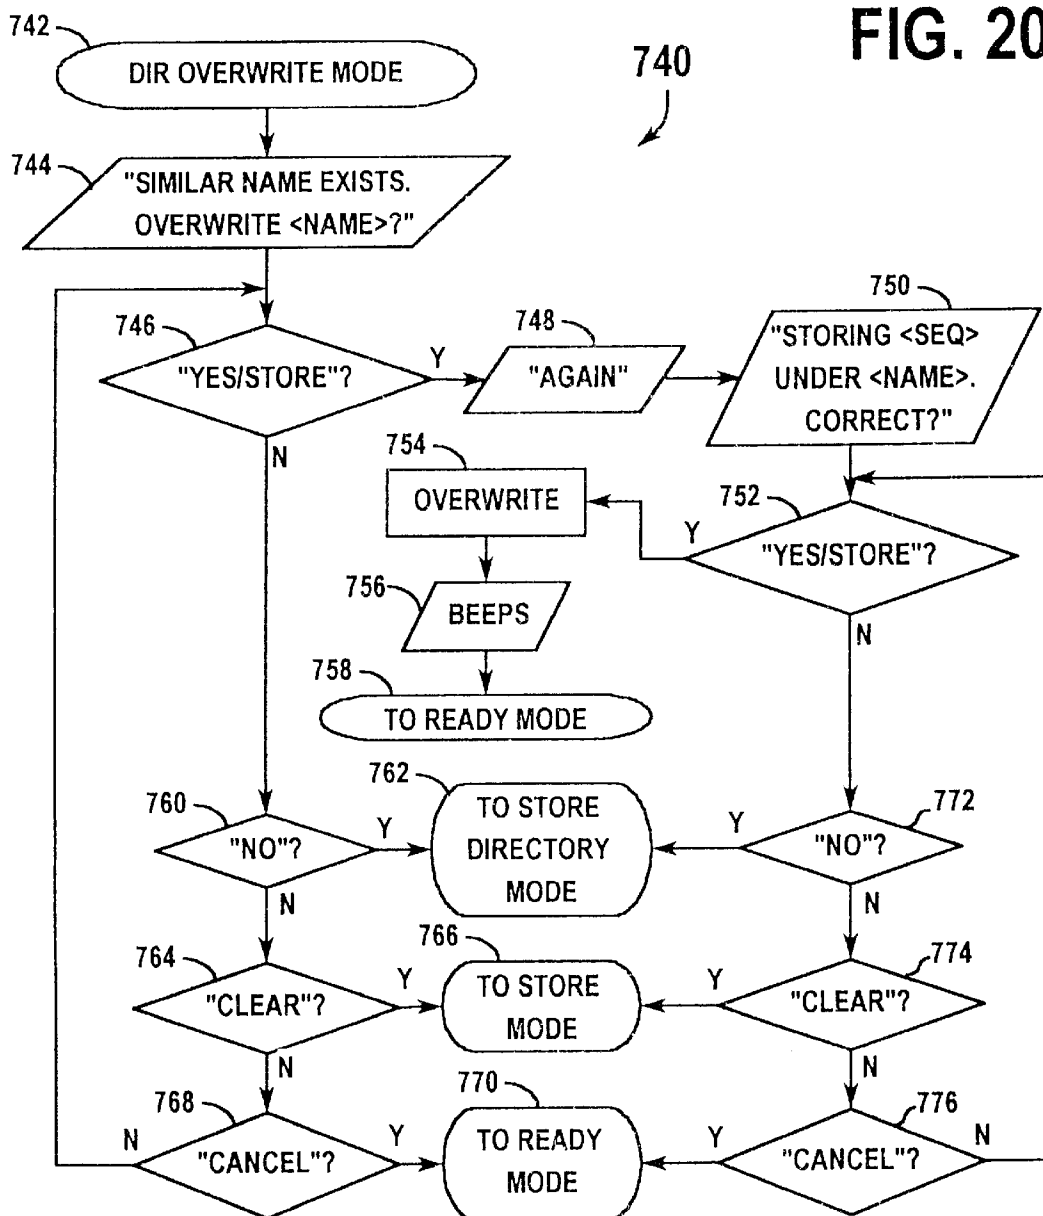 FIG. 20
740
742
DIR OVERWRITE MODE
744
"SIMILAR NAME EXISTS.
OVERWRITE <NAME>?"
746
"YES/STORE"?
Y
N
748
"AGAIN"
750
"STORING <SEQ>
UNDER <NAME>.
CORRECT?"
752
"YES/STORE"?
Y
N
754
OVERWRITE
756
BEEPS
758
TO READY MODE
760
"NO"?
Y
N
762
TO STORE
DIRECTORY
MODE
772
"NO"?
Y
N
764
"CLEAR"?
Y
N
766
TO STORE
MODE
774
"CLEAR"?
Y
N
768
"CANCEL"?
N
Y
770
TO READY
MODE
776
"CANCEL"?
Y
N